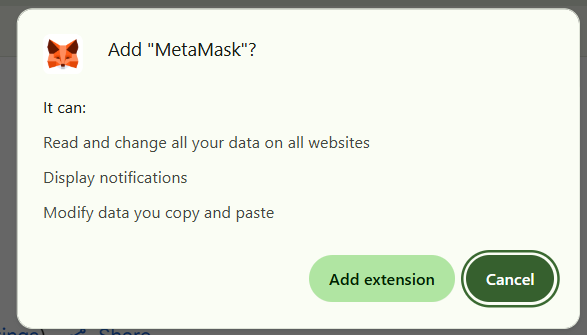 Add "MetaMask"?
It can:
Read and change all your data on all websites
Display notifications
Modify data you copy and paste
Add extension Cancel
Share